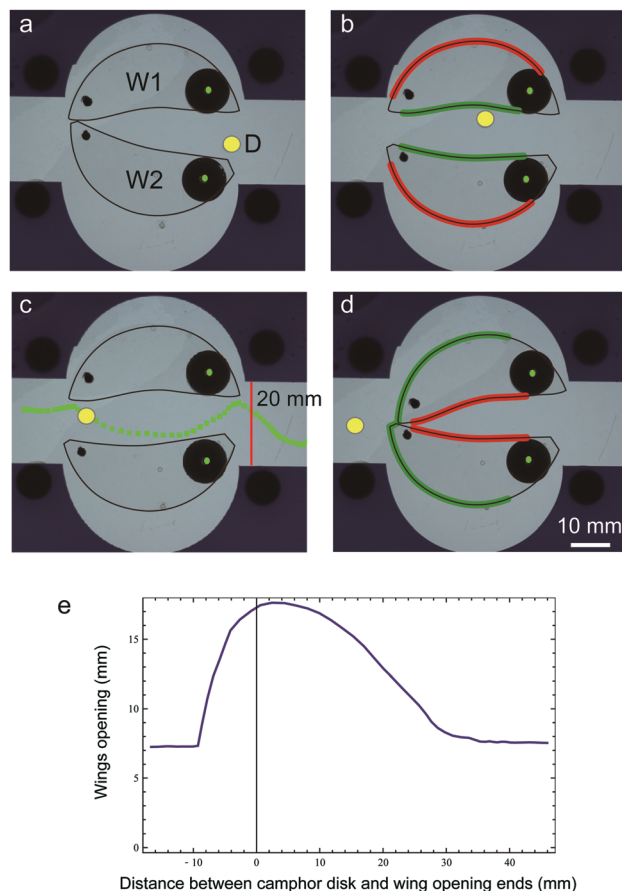 a
W1
W2
D
b
c
20 mm
d
10 mm
e
Wings opening (mm)
15
10
5
0
- 10
0
10
20
30
40
Distance between camphor disk and wing opening ends (mm)